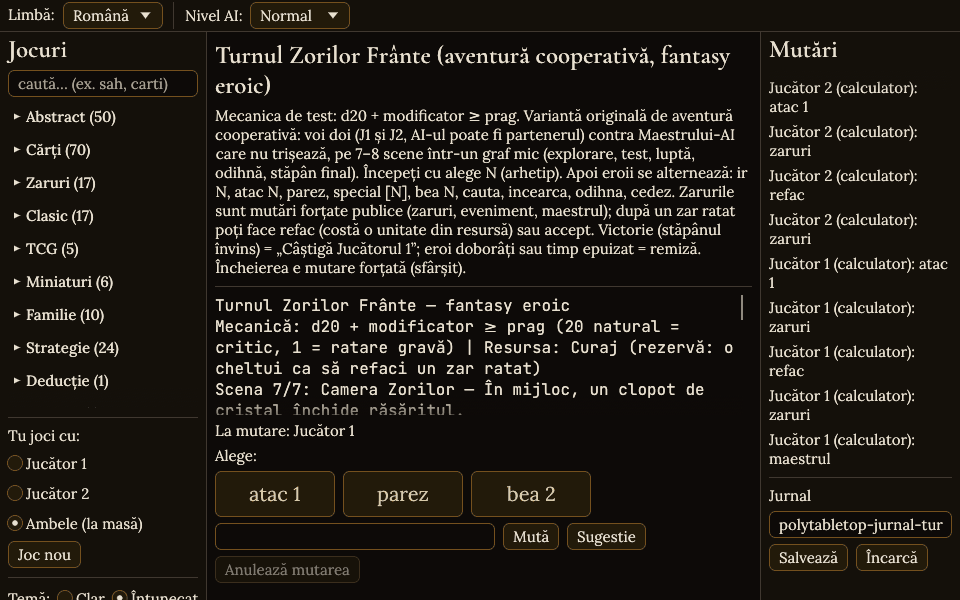 Limbă: Română ▼ Nivel AI: Normal ▼
Jocuri
caută... (ex. sah, carti)
▸ Abstract (50)
▸ Cărți (70)
▸ Zaruri (17)
▸ Clasic (17)
▸ TCG (5)
▸ Miniaturi (6)
▸ Familie (10)
▸ Strategie (24)
▸ Deducție (1)
Tu joci cu:
Jucător 1
Jucător 2
Ambele (la masă)
Joc nou
Temă: Clar Întunecat
Turnul Zorilor Frânte (aventură cooperativă, fantasy
eroic)
Mecanica de test: d20 + modificator ≥ prag. Variantă originală de aventură
cooperativă: voi doi (J1 și J2, AI-ul poate fi partenerul) contra Maestrului-AI
care nu trișează, pe 7–8 scene într-un graf mic (explorare, test, luptă,
odihnă, stăpân final). Începeți cu alege N (arhetip). Apoi eroii se alternează: ir
N, atac N, parez, special [N], bea N, cauta, incearca, odihna, cedez. Zarurile
sunt mutări forțate publice (zaruri, eveniment, maestrul); după un zar ratat
poți face refac (costă o unitate din resursă) sau accept. Victorie (stăpânul
învins) = „Câștigă Jucătorul 1”; eroi doborâți sau timp epuizat = remiză.
Încheierea e mutare forțată (sfârșit).
Turnul Zorilor Frânte — fantasy eroic
Mecanică: d20 + modificator ≥ prag (20 natural =
critic, 1 = ratare gravă) | Resursa: Curaj (rezervă: o
cheltui ca să refaci un zar ratat)
Scena 7/7: Camera Zorilor — În mijloc, un clopot de
cristal închide răsăritul.
La mutare: Jucător 1
Alege:
atac 1 parez bea 2
Mută Sugestie
Anulează mutarea
Mutări
Jucător 2 (calculator):
atac 1
Jucător 2 (calculator):
zaruri
Jucător 2 (calculator):
refac
Jucător 2 (calculator):
zaruri
Jucător 1 (calculator): atac
1
Jucător 1 (calculator):
zaruri
Jucător 1 (calculator):
refac
Jucător 1 (calculator):
zaruri
Jucător 1 (calculator):
maestrul
Jurnal
polytabletop-jurnal-tur
Salvează Încarcă